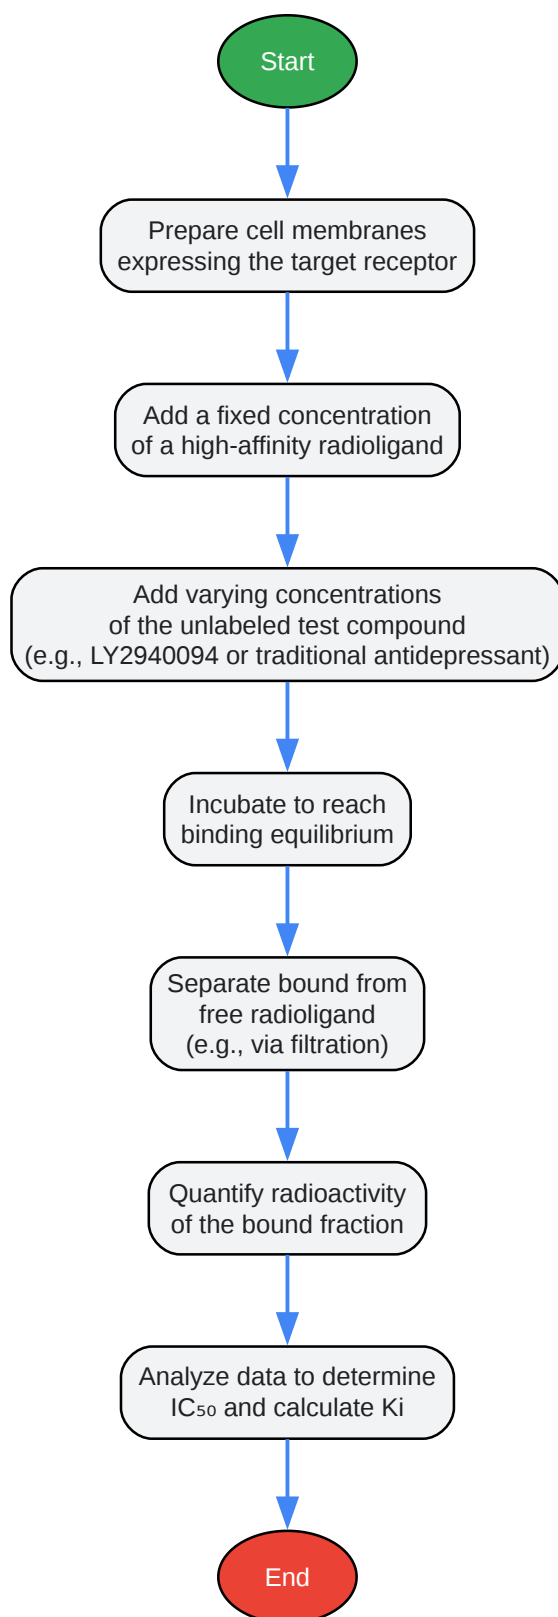 Start
Prepare cell membranes
expressing the target receptor
Add a fixed concentration
of a high-affinity radioligand
Add varying concentrations
of the unlabeled test compound
(e.g., LY2940094 or traditional antidepressant)
Incubate to reach
binding equilibrium
Separate bound from
free radioligand
(e.g., via filtration)
Quantify radioactivity
of the bound fraction
Analyze data to determine
IC₅₀ and calculate Ki
End